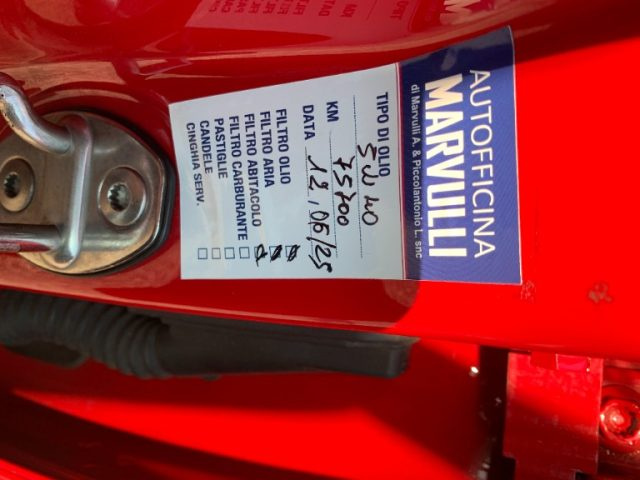 AUTOFFICINA
MARVULLI
di Marvulli A. & Piccolantonio L. snc
TIPO DI OLIO 5W40
KM 75700
DATA 12,06/25
FILTRO OLIO
FILTRO ARIA
FILTRO ABITACOLO
FILTRO CARBURANTE
PASTIGLIE
CANDELE
CINGHIA SERV.